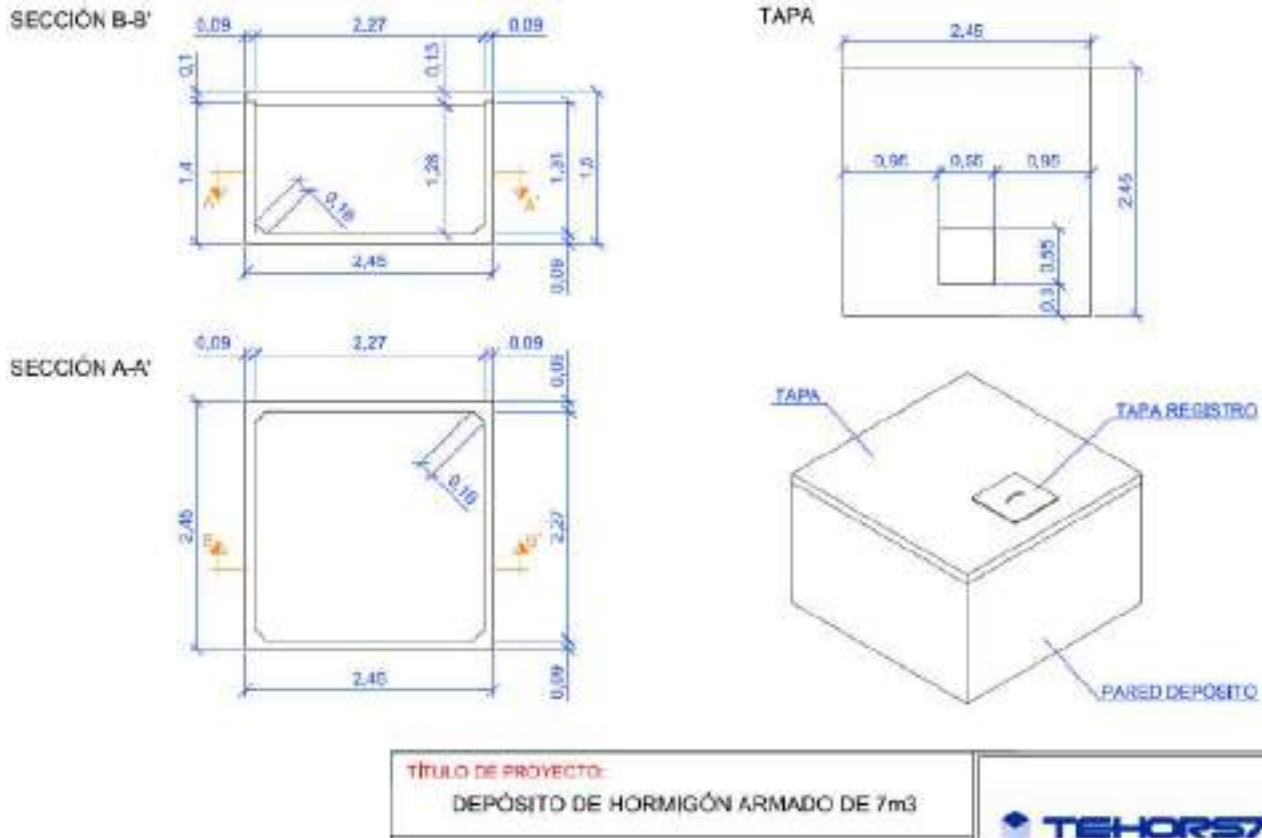 SECCIÓN B-B'
0,09 2,27 0,09
0,1
0,13
1,4
1,28
1,31
1,5
A
A'
0,16
2,45
0,09
TAPA
2,45
0,95 0,55 0,95
2,45
0,55
0,3
SECCIÓN A-A'
0,09 2,27 0,09
0,09
0,16
2,45
2,27
B
B'
2,45
0,09
TAPA
TAPA REGISTRO
PARED DEPÓSITO
TÍTULO DE PROYECTO:
DEPÓSITO DE HORMIGÓN ARMADO DE 7m3